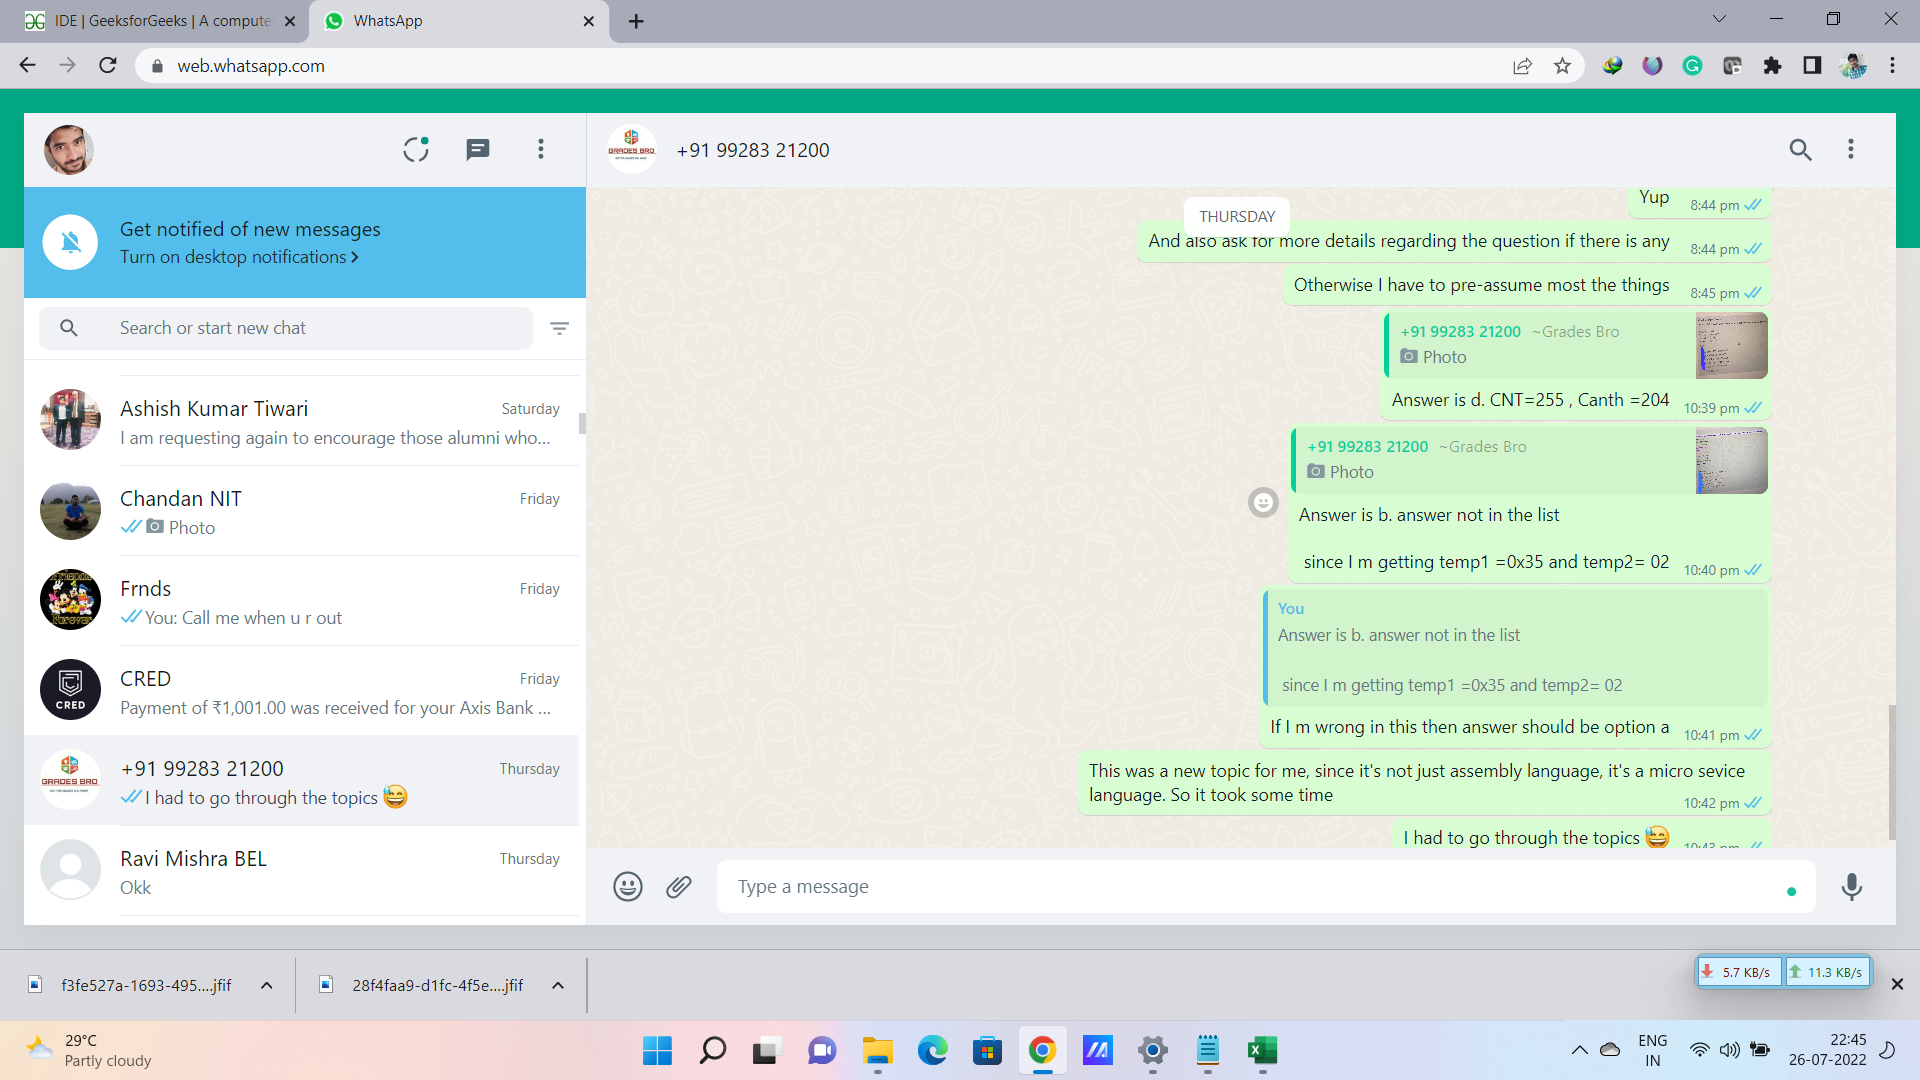 IDE | GeeksforGeeks | A compute
WhatsApp
web.whatsapp.com
+91 99283 21200
GRADES BRO
Get notified of new messages
Turn on desktop notifications >
Search or start new chat
Ashish Kumar Tiwari
Saturday
I am requesting again to encourage those alumni who...
Chandan NIT
Friday
Photo
Frnds
Friday
You: Call me when u r out
CRED
CRED
Friday
Payment of ₹1,001.00 was received for your Axis Bank ...
GRADES BRO
+91 99283 21200
Thursday
I had to go through the topics 😅
Ravi Mishra BEL
Thursday
Okk
Yup
8:44 pm
THURSDAY
And also ask for more details regarding the question if there is any
8:44 pm
Otherwise I have to pre-assume most the things
8:45 pm
+91 99283 21200 ~Grades Bro
Photo
Answer is d. CNT=255 , Canth =204
10:39 pm
+91 99283 21200 ~Grades Bro
Photo
Answer is b. answer not in the list
since I m getting temp1 =0x35 and temp2= 02
10:40 pm
You
Answer is b. answer not in the list
since I m getting temp1 =0x35 and temp2= 02
If I m wrong in this then answer should be option a
10:41 pm
This was a new topic for me, since it's not just assembly language, it's a micro sevice
language. So it took some time
10:42 pm
I had to go through the topics 😅
10:43 pm
Type a message
f3fe527a-1693-495....jfif
28f4faa9-d1fc-4f5e....jfif
5.7 KB/s
11.3 KB/s
29°C
Partly cloudy
ENG
IN
22:45
26-07-2022